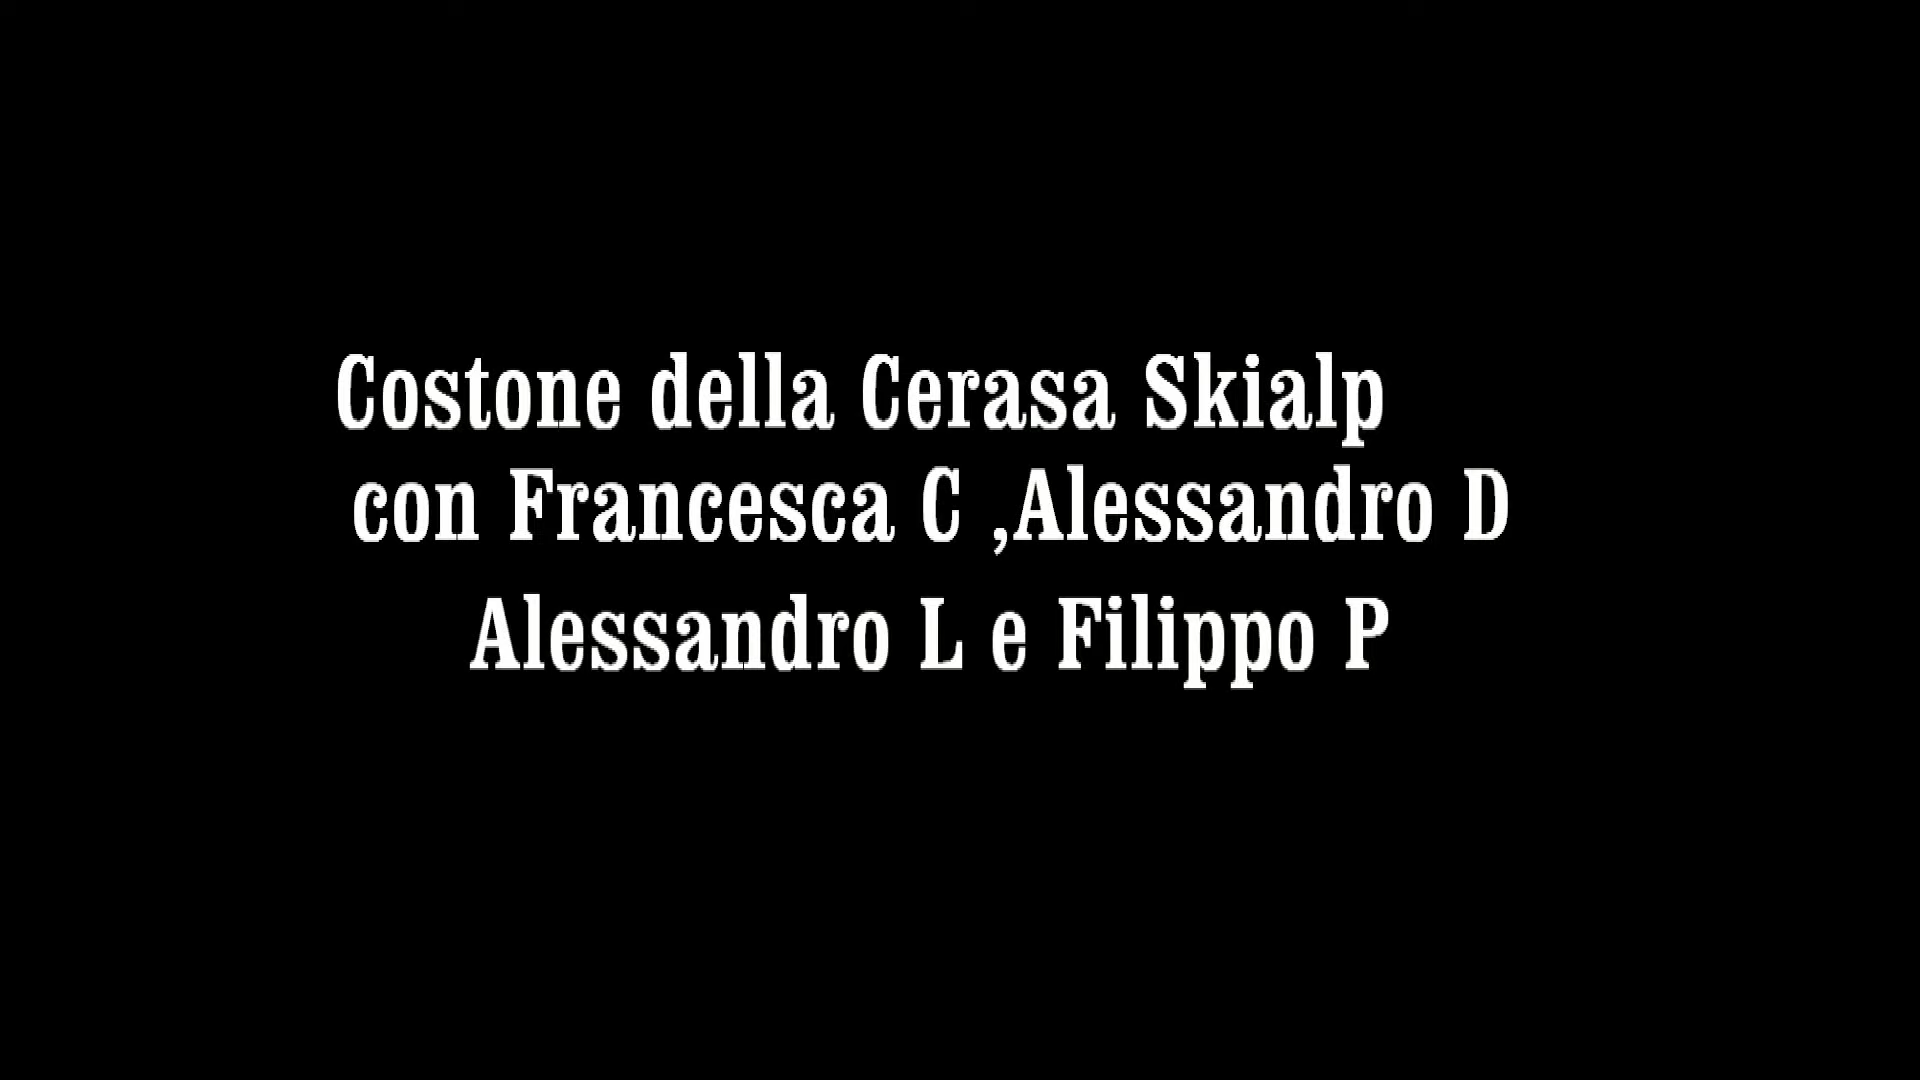 Costone della Cerasa Skialp
con Francesca C ,Alessandro D
Alessandro L e Filippo P